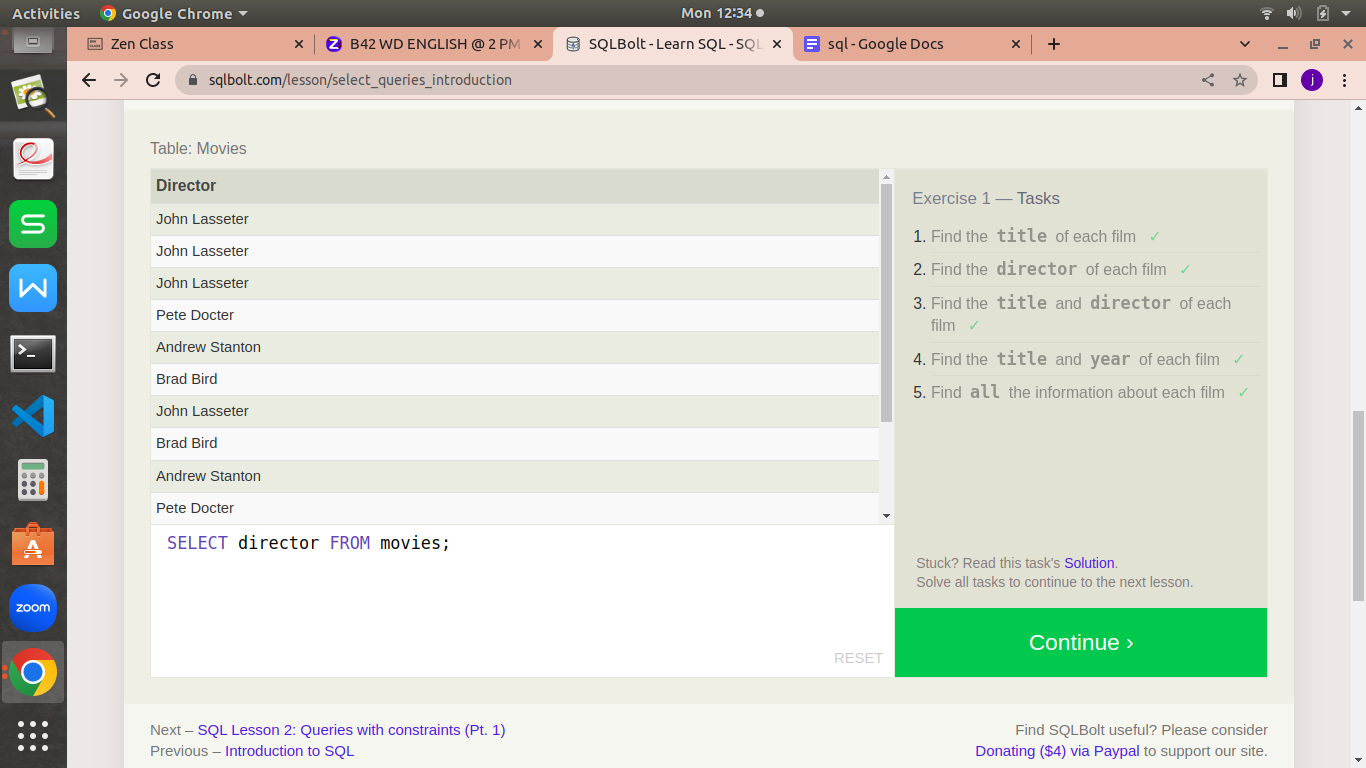 Activities Google Chrome Mon 12:34
Zen Class B42 WD ENGLISH @ 2 PM SQLBolt - Learn SQL - SQL sql - Google Docs
sqlbolt.com/lesson/select_queries_introduction j
Table: Movies
Director
John Lasseter
John Lasseter
John Lasseter
Pete Docter
Andrew Stanton
Brad Bird
John Lasseter
Brad Bird
Andrew Stanton
Pete Docter
SELECT director FROM movies;
RESET
Exercise 1 — Tasks
1. Find the title of each film ✓
2. Find the director of each film ✓
3. Find the title and director of each
film ✓
4. Find the title and year of each film ✓
5. Find all the information about each film ✓
Stuck? Read this task's Solution.
Solve all tasks to continue to the next lesson.
Continue ›
zoom
Next – SQL Lesson 2: Queries with constraints (Pt. 1)
Previous – Introduction to SQL
Find SQLBolt useful? Please consider
Donating ($4) via Paypal to support our site.